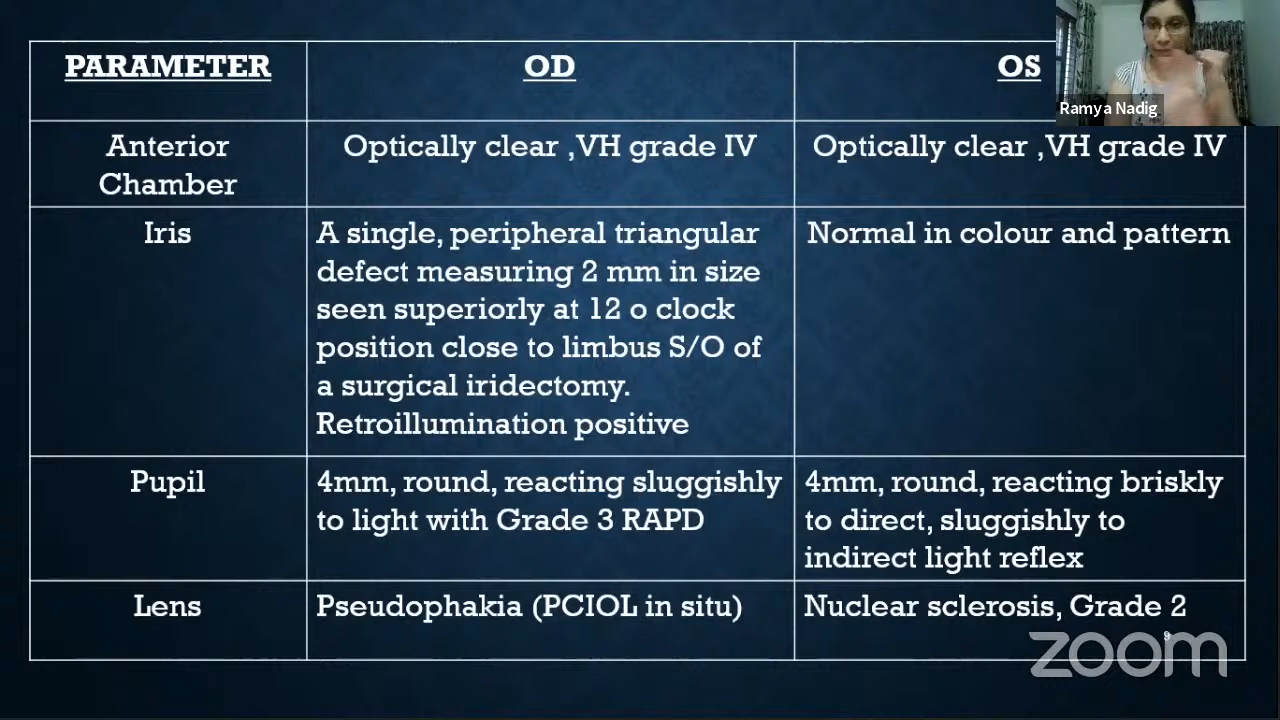 PARAMETER
OD
OS
Ramya Nadig
Anterior
Chamber
Optically clear ,VH grade IV
Optically clear ,VH grade IV
Iris
A single, peripheral triangular
defect measuring 2 mm in size
seen superiorly at 12 o clock
position close to limbus S/O of
a surgical iridectomy.
Retroillumination positive
Normal in colour and pattern
Pupil
4mm, round, reacting sluggishly
to light with Grade 3 RAPD
4mm, round, reacting briskly
to direct, sluggishly to
indirect light reflex
Lens
Pseudophakia (PCIOL in situ)
Nuclear sclerosis, Grade 2
9
zoom